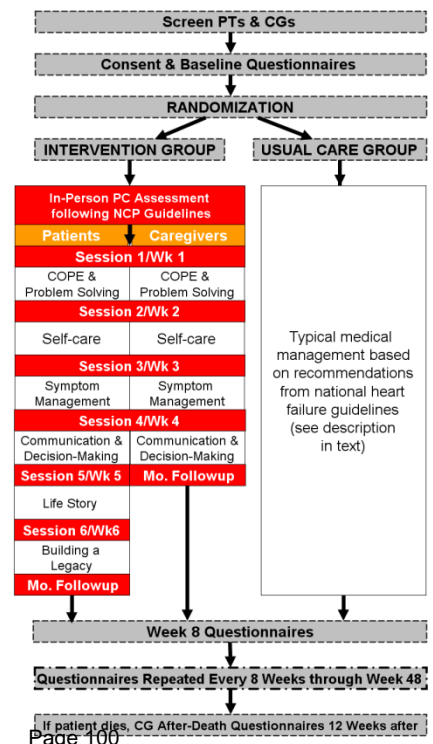 Screen PTs & CGs
Consent & Baseline Questionnaires
RANDOMIZATION
INTERVENTION GROUP
USUAL CARE GROUP
In-Person PC Assessment
following NCP Guidelines
Patients
Caregivers
Session 1/Wk 1
COPE &
Problem Solving
COPE &
Problem Solving
Session 2/Wk 2
Self-care
Self-care
Session 3/Wk 3
Symptom
Management
Symptom
Management
Session 4/Wk 4
Communication &
Decision-Making
Communication &
Decision-Making
Session 5/Wk 5
Mo. Followup
Life Story
Session 6/Wk6
Building a
Legacy
Mo. Followup
Typical medical
management based
on recommendations
from national heart
failure guidelines
(see description
in text)
Week 8 Questionnaires
Questionnaires Repeated Every 8 Weeks through Week 48
If patient dies, CG After-Death Questionnaires 12 Weeks after
Page 100